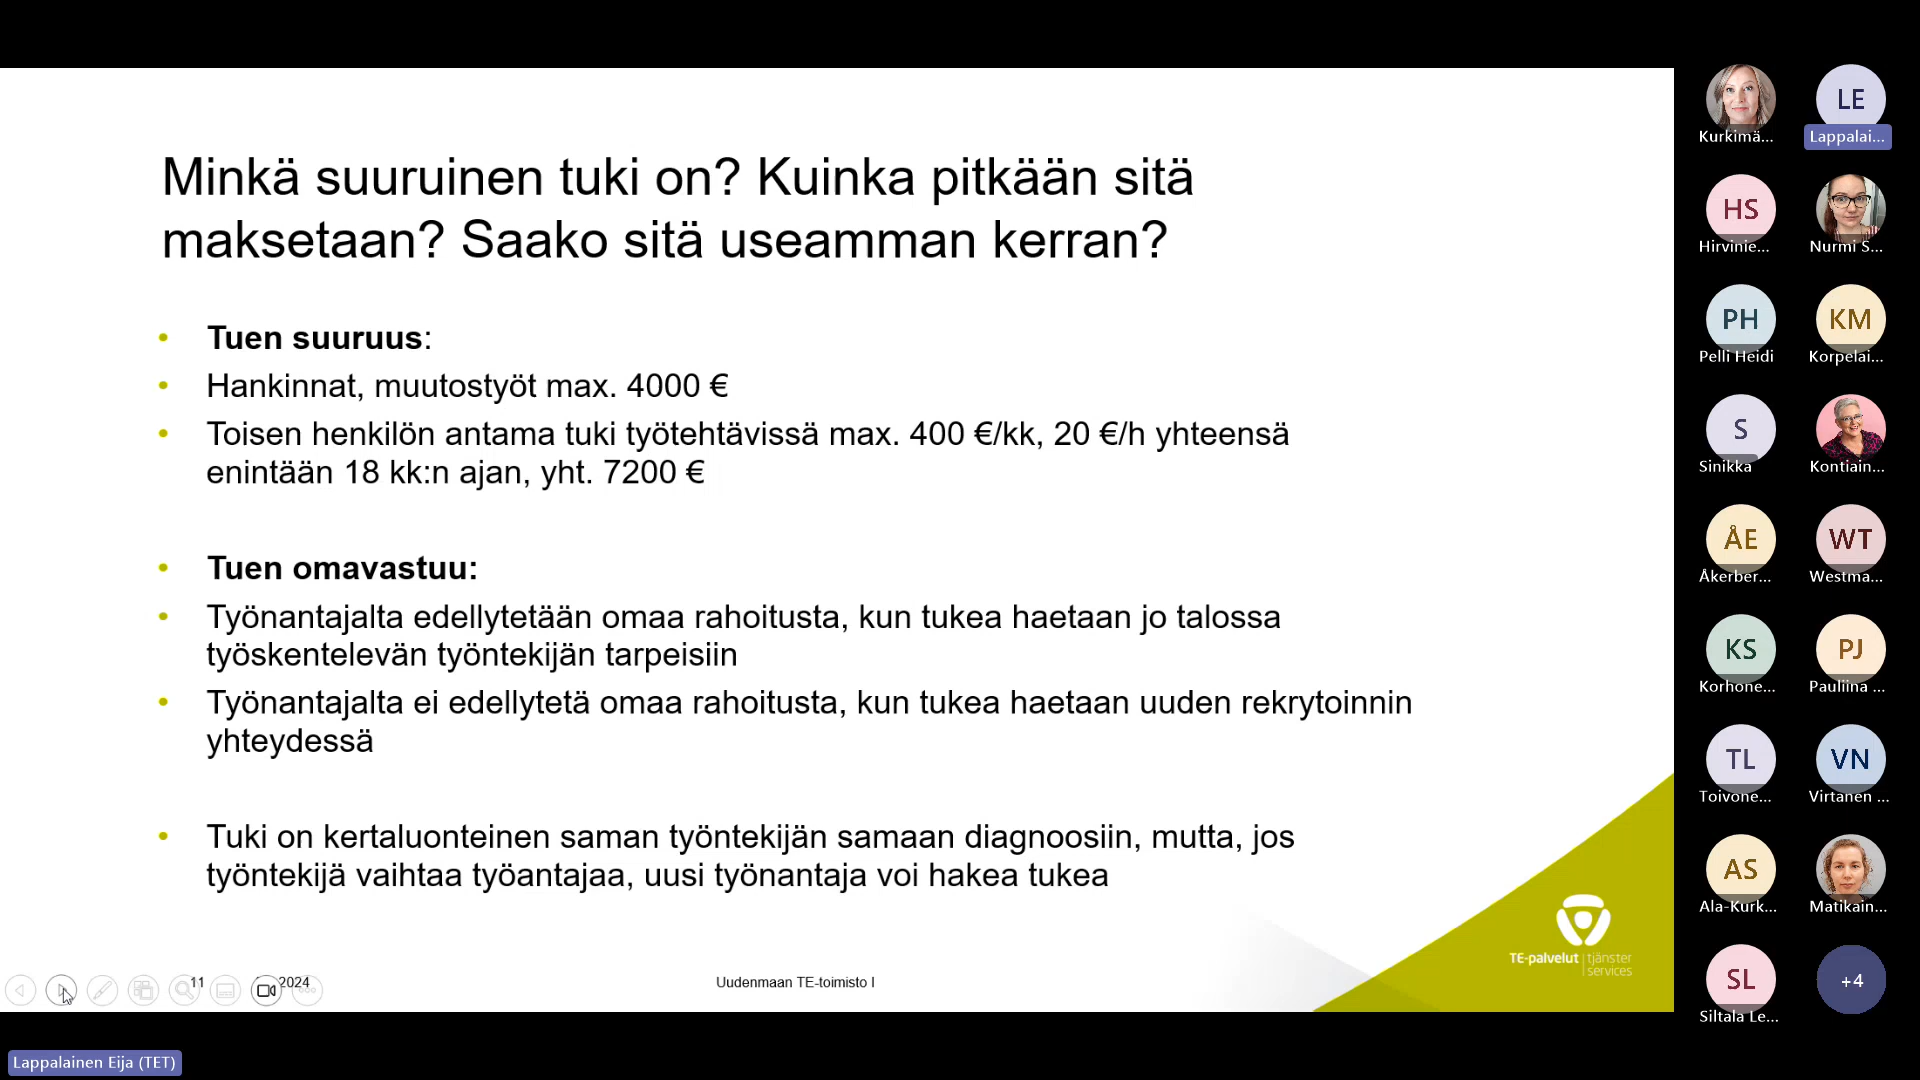 Minkä suuruinen tuki on? Kuinka pitkään sitä
maksetaan? Saako sitä useamman kerran?
Tuen suuruus:
Hankinnat, muutostyöt max. 4000 €
Toisen henkilön antama tuki työtehtävissä max. 400 €/kk, 20 €/h yhteensä
enintään 18 kk:n ajan, yht. 7200 €
Tuen omavastuu:
Työnantajalta edellytetään omaa rahoitusta, kun tukea haetaan jo talossa
työskentelevän työntekijän tarpeisiin
Työnantajalta ei edellytetä omaa rahoitusta, kun tukea haetaan uuden rekrytoinnin
yhteydessä
Tuki on kertaluonteinen saman työntekijän samaan diagnoosiin, mutta, jos
työntekijä vaihtaa työantajaa, uusi työnantaja voi hakea tukea
TE-palvelut tjänster
services
11
2024
Uudenmaan TE-toimisto I
Lappalainen Eija (TET)
Kurkimä...
LE
Lappalai...
HS
Hirvinie...
Nurmi S...
PH
Pelli Heidi
KM
Korpelai...
S
Sinikka
Kontiain...
ÅE
Åkerber...
WT
Westma...
KS
Korhone...
PJ
Pauliina ...
TL
Toivone...
VN
Virtanen ...
AS
Ala-Kurk...
Matikain...
SL
Siltala Le...
+4